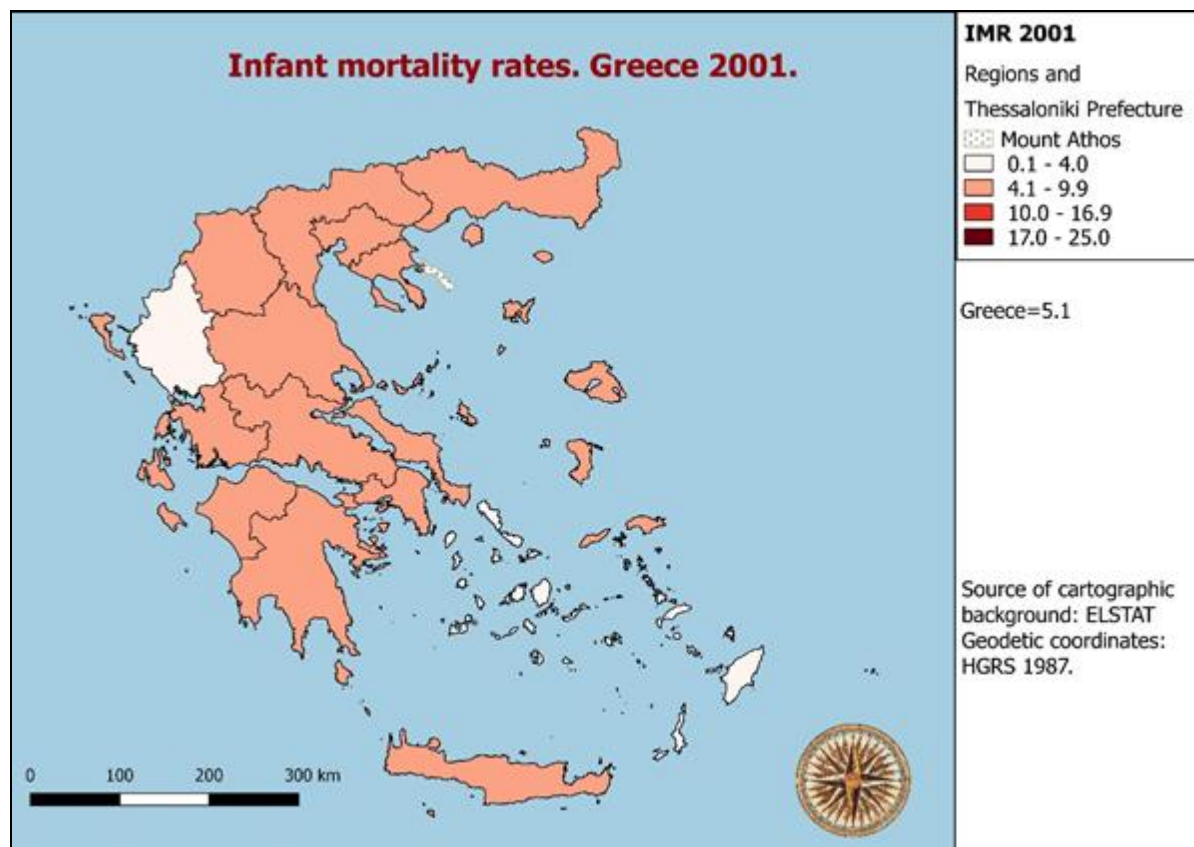 Infant mortality rates. Greece 2001.
IMR 2001
Regions and
Thessaloniki Prefecture
Mount Athos
0.1 - 4.0
4.1 - 9.9
10.0 - 16.9
17.0 - 25.0
Greece=5.1
Source of cartographic
background: ELSTAT
Geodetic coordinates:
HGRS 1987.
0 100 200 300 km